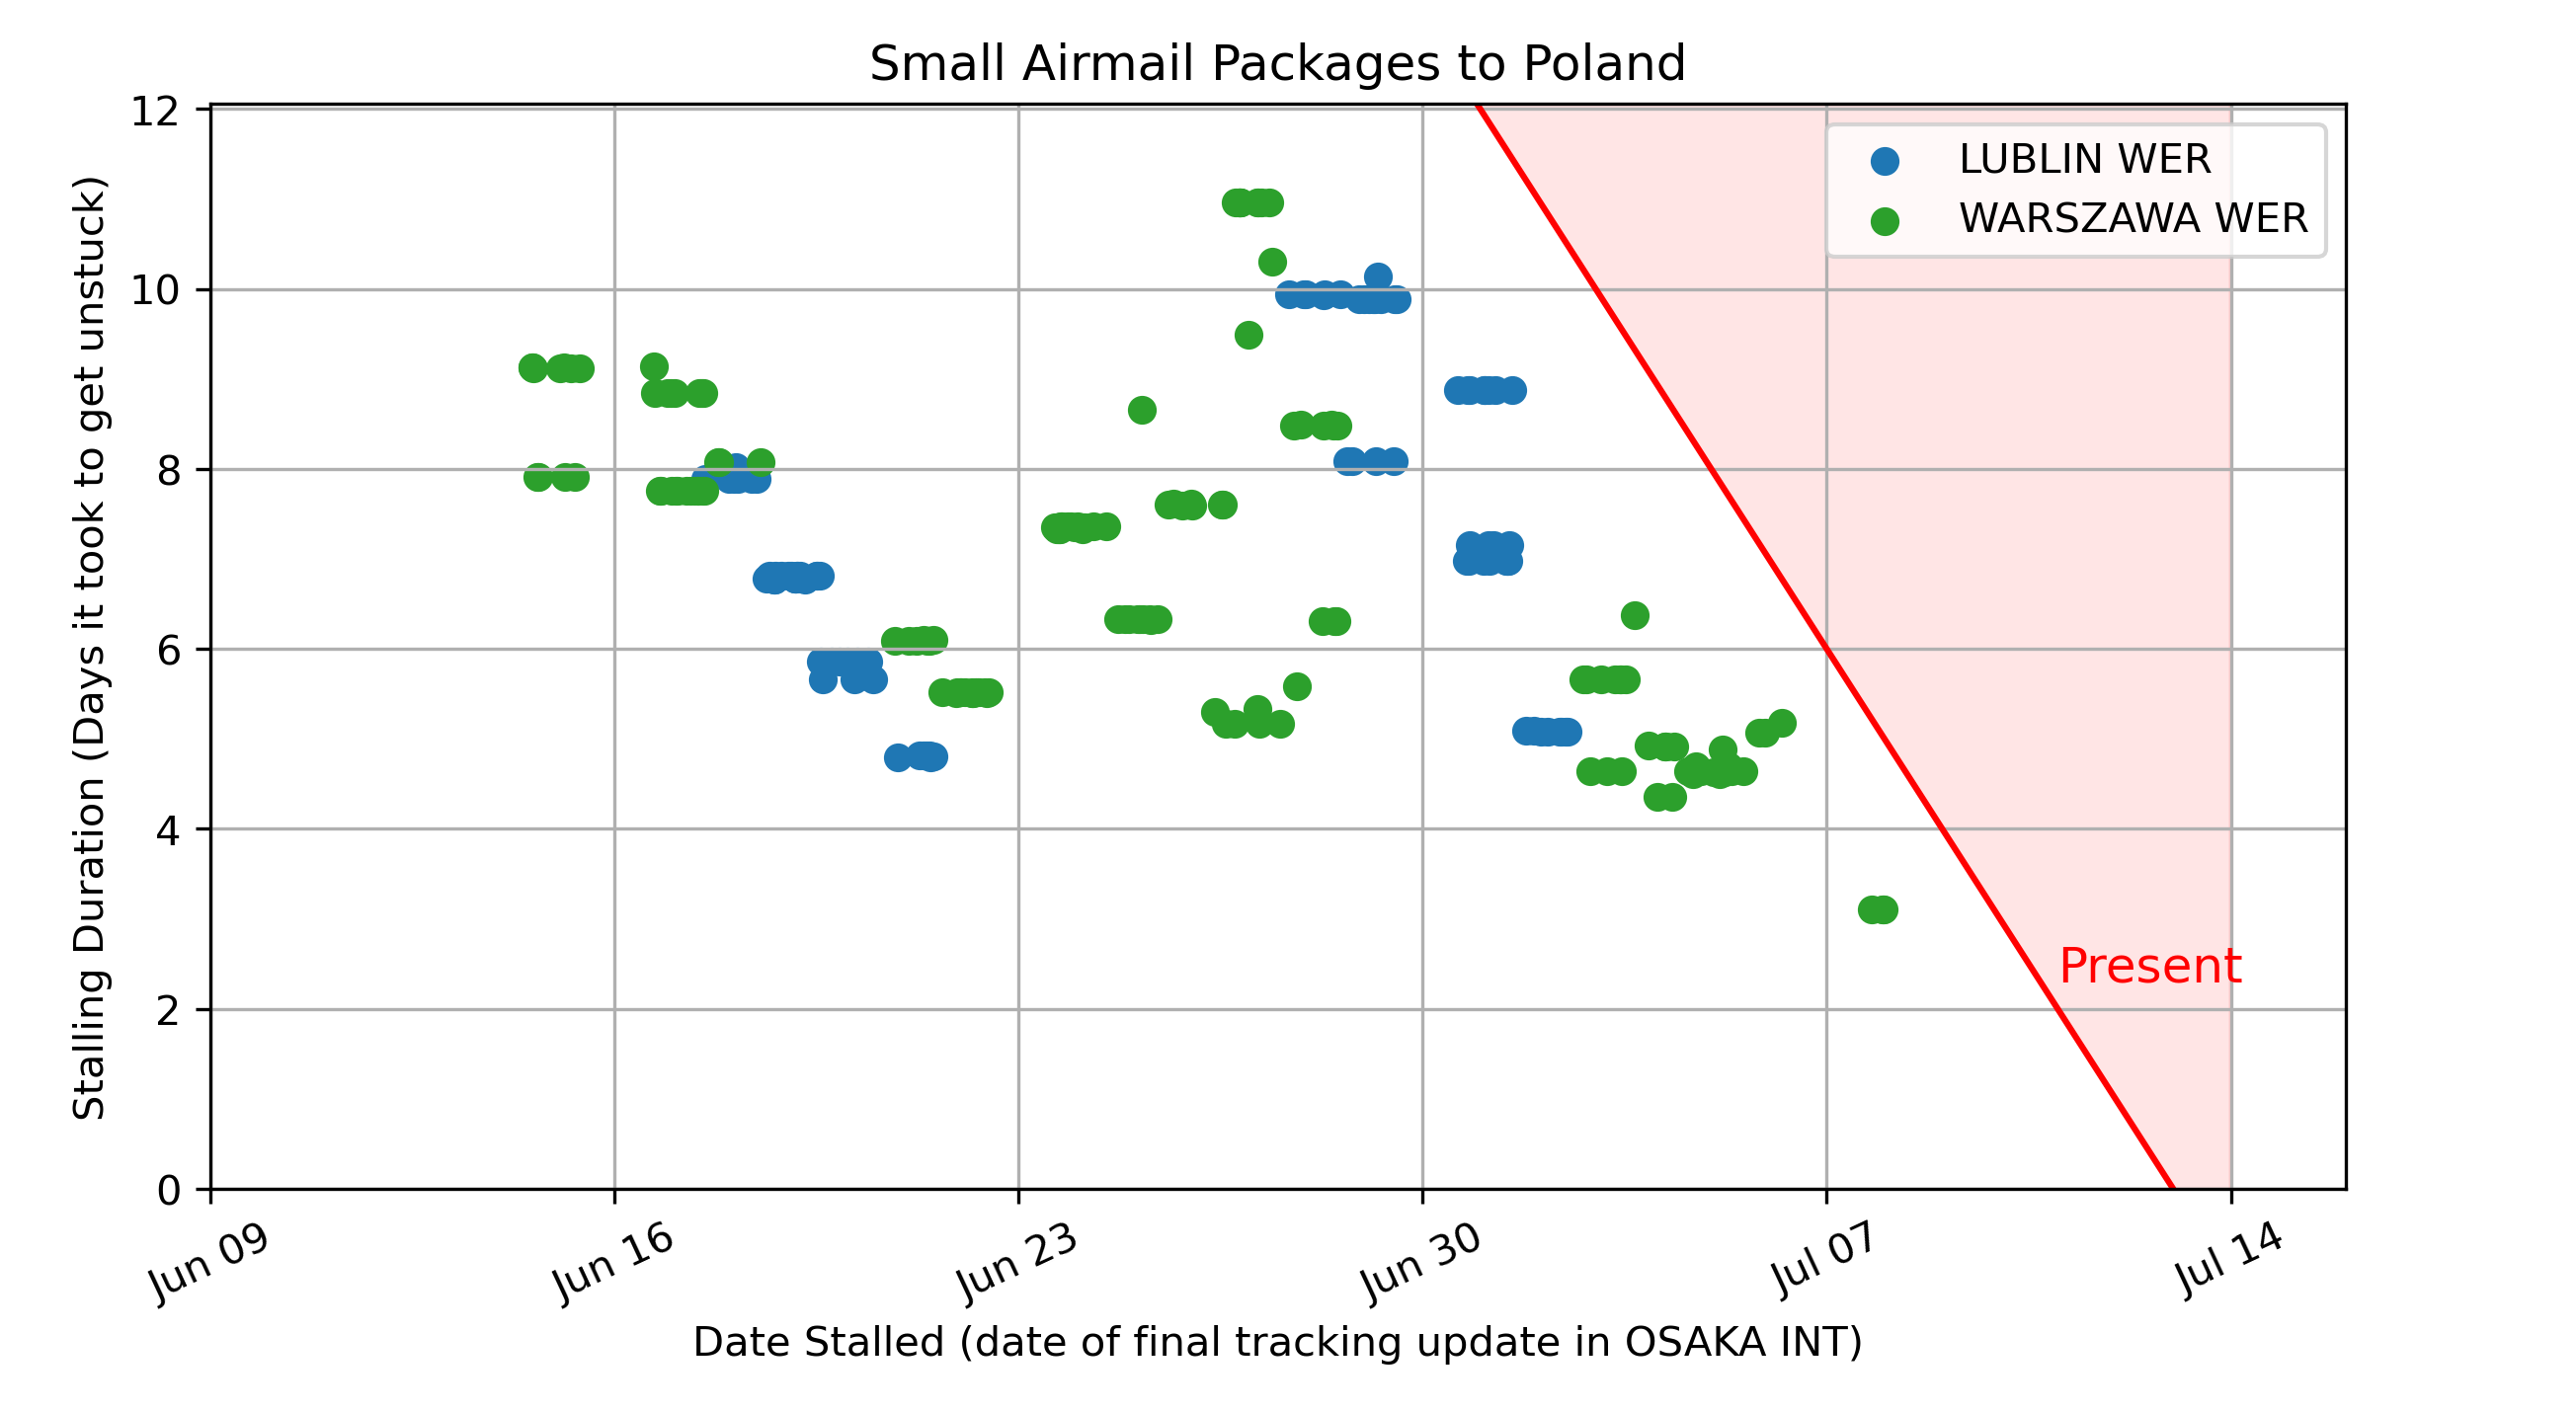 Small Airmail Packages to Poland
Stalling Duration (Days it took to get unstuck)
12
10
8
6
4
2
0
LUBLIN WER
WARSZAWA WER
Present
Jun 09
Jun 16
Jun 23
Jun 30
Jul 07
Jul 14
Date Stalled (date of final tracking update in OSAKA INT)